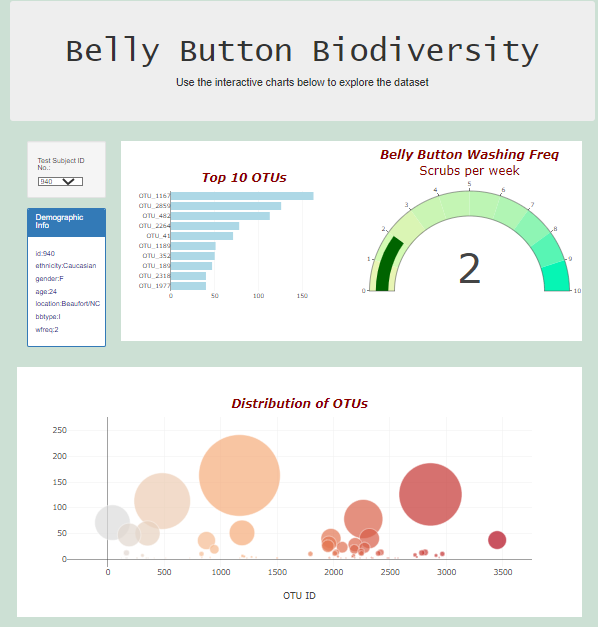 Belly Button Biodiversity
Use the interactive charts below to explore the dataset
Test Subject ID
No.:
940
Demographic
Info
id:940
ethnicity:Caucasian
gender:F
age:24
location:Beaufort/NC
bbtype:I
wfreq:2
Top 10 OTUs
OTU_1167
OTU_2859
OTU_482
OTU_2264
OTU_41
OTU_1189
OTU_352
OTU_189
OTU_2318
OTU_1977
0 50 100 150
Belly Button Washing Freq
Scrubs per week
0 1 2 3 4 5 6 7 8 9 10
2
Distribution of OTUs
250
200
150
100
50
0
0 500 1000 1500 2000 2500 3000 3500
OTU ID